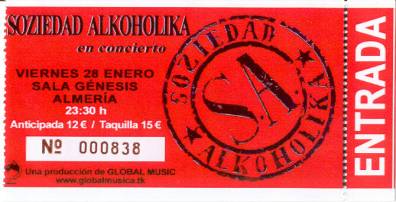 SOZIEDAD ALKOHOLIKA
en concierto
VIERNES 28 ENERO
SALA GÉNESIS
ALMERÍA
23:30 h
Anticipada 12 € / Taquilla 15 €
Nº 000838
Una producción de GLOBAL MUSIC
www.globalmusica.tk
SOZIEDAD
S.A.
ALKOHOLIKA
ENTRADA